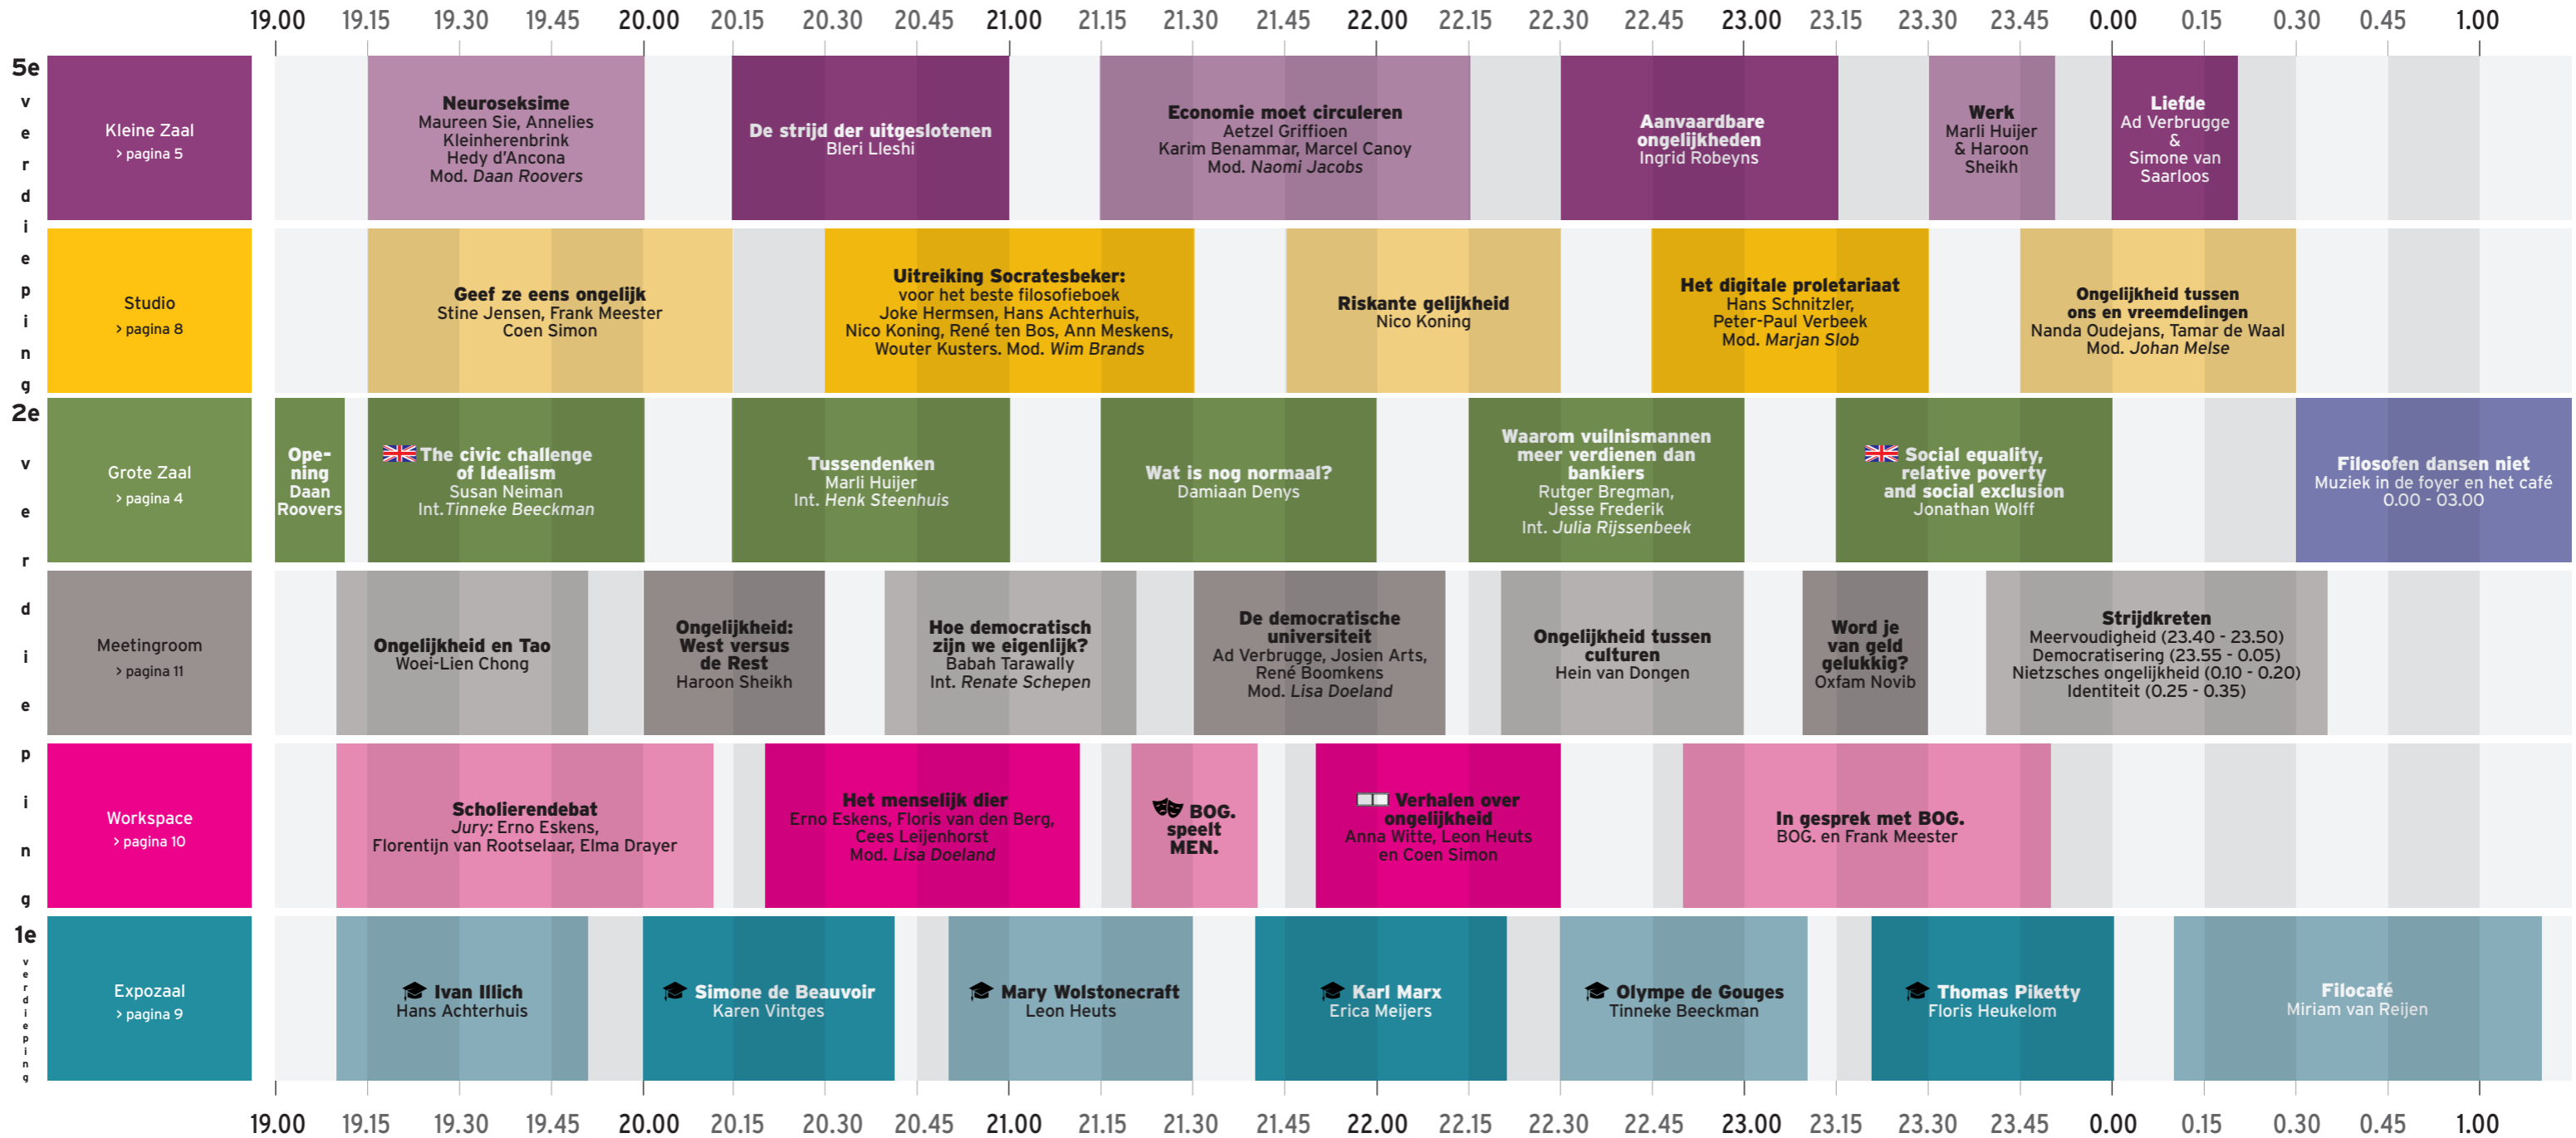 19.00 19.15 19.30 19.45 20.00 20.15 20.30 20.45 21.00 21.15 21.30 21.45 22.00 22.15 22.30 22.45 23.00 23.15 23.30 23.45 0.00 0.15 0.30 0.45 1.00
5e verdieping
Kleine Zaal
> pagina 5
Neuroseksime
Maureen Sie, Annelies
Kleinherenbrink
Hedy d'Ancona
Mod. Daan Roovers
De strijd der uitgeslotenen
Bleri Lleshi
Economie moet circuleren
Aetzel Griffioen
Karim Benammar, Marcel Canoy
Mod. Naomi Jacobs
Aanvaardbare
ongelijkheden
Ingrid Robeyns
Werk
Marli Huijer
& Haroon
Sheikh
Liefde
Ad Verbrugge
&
Simone van
Saarloos
Studio
> pagina 8
Geef ze eens ongelijk
Stine Jensen, Frank Meester
Coen Simon
Uitreiking Socratesbeker:
voor het beste filosofieboek
Joke Hermsen, Hans Achterhuis,
Nico Koning, René ten Bos, Ann Meskens,
Wouter Kusters. Mod. Wim Brands
Riskante gelijkheid
Nico Koning
Het digitale proletariaat
Hans Schnitzler,
Peter-Paul Verbeek
Mod. Marjan Slob
Ongelijkheid tussen
ons en vreemdelingen
Nanda Oudejans, Tamar de Waal
Mod. Johan Melse
2e verdieping
Grote Zaal
> pagina 4
Ope-
ning
Daan
Roovers
The civic challenge
of Idealism
Susan Neiman
Int.Tinneke Beeckman
Tussendenken
Marli Huijer
Int. Henk Steenhuis
Wat is nog normaal?
Damiaan Denys
Waarom vuilnismannen
meer verdienen dan
bankiers
Rutger Bregman,
Jesse Frederik
Int. Julia Rijssenbeek
Social equality,
relative poverty
and social exclusion
Jonathan Wolff
Filosofen dansen niet
Muziek in de foyer en het café
0.00 - 03.00
Meetingroom
> pagina 11
Ongelijkheid en Tao
Woei-Lien Chong
Ongelijkheid:
West versus
de Rest
Haroon Sheikh
Hoe democratisch
zijn we eigenlijk?
Babah Tarawally
Int. Renate Schepen
De democratische
universiteit
Ad Verbrugge, Josien Arts,
René Boomkens
Mod. Lisa Doeland
Ongelijkheid tussen
culturen
Hein van Dongen
Word je
van geld
gelukkig?
Oxfam Novib
Strijdkreten
Meervoudigheid (23.40 - 23.50)
Democratisering (23.55 - 0.05)
Nietzsches ongelijkheid (0.10 - 0.20)
Identiteit (0.25 - 0.35)
Workspace
> pagina 10
Scholierendebat
Jury: Erno Eskens,
Florentijn van Rootselaar, Elma Drayer
Het menselijk dier
Erno Eskens, Floris van den Berg,
Cees Leijenhorst
Mod. Lisa Doeland
BOG.
speelt
MEN.
Verhalen over
ongelijkheid
Anna Witte, Leon Heuts
en Coen Simon
In gesprek met BOG.
BOG. en Frank Meester
1e verdieping
Expozaal
> pagina 9
Ivan Illich
Hans Achterhuis
Simone de Beauvoir
Karen Vintges
Mary Wolstonecraft
Leon Heuts
Karl Marx
Erica Meijers
Olympe de Gouges
Tinneke Beeckman
Thomas Piketty
Floris Heukelom
Filocafé
Miriam van Reijen
19.00 19.15 19.30 19.45 20.00 20.15 20.30 20.45 21.00 21.15 21.30 21.45 22.00 22.15 22.30 22.45 23.00 23.15 23.30 23.45 0.00 0.15 0.30 0.45 1.00